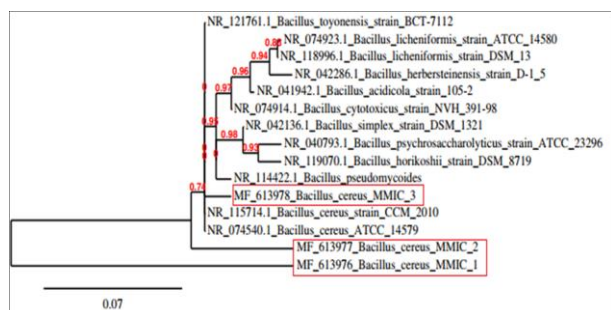 NR_121761.1_Bacillus_toyonensis_strain_BCT-7112
NR_074923.1_Bacillus_licheniformis_strain_ATCC_14580
NR_118996.1_Bacillus_licheniformis_strain_DSM_13
NR_042286.1_Bacillus_herbersteinensis_strain_D-1_5
NR_041942.1_Bacillus_acidicola_strain_105-2
NR_074914.1_Bacillus_cytotoxicus_strain_NVH_391-98
NR_042136.1_Bacillus_simplex_strain_DSM_1321
NR_040793.1_Bacillus_psychrosaccharolyticus_strain_ATCC_23296
NR_119070.1_Bacillus_horikoshii_strain_DSM_8719
NR_114422.1_Bacillus_pseudomycoides
MF_613978_Bacillus_cereus_MMIC_3
NR_115714.1_Bacillus_cereus_strain_CCM_2010
NR_074540.1_Bacillus_cereus_ATCC_14579
MF_613977_Bacillus_cereus_MMIC_2
MF_613976_Bacillus_cereus_MMIC_1
0.94
0.96
0.97
0.95
0.98
0.93
0.74
0.07